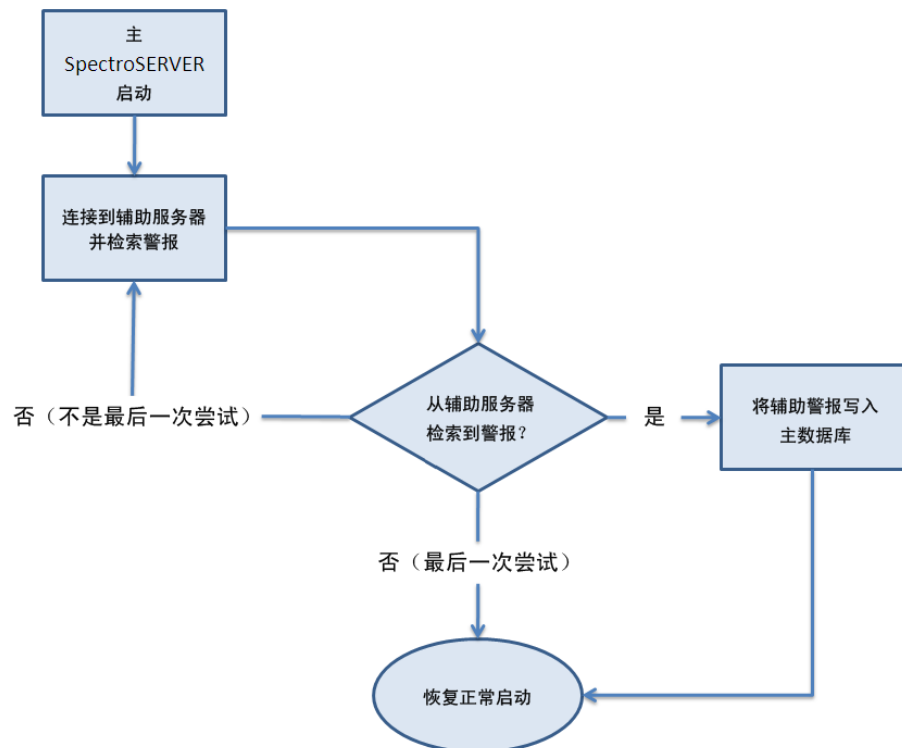 主
SpectroSERVER
启动
连接到辅助服务器
并检索警报
从辅助服务器
检索到警报？
否（不是最后一次尝试）
是
将辅助警报写入
主数据库
否（最后一次尝试）
恢复正常启动